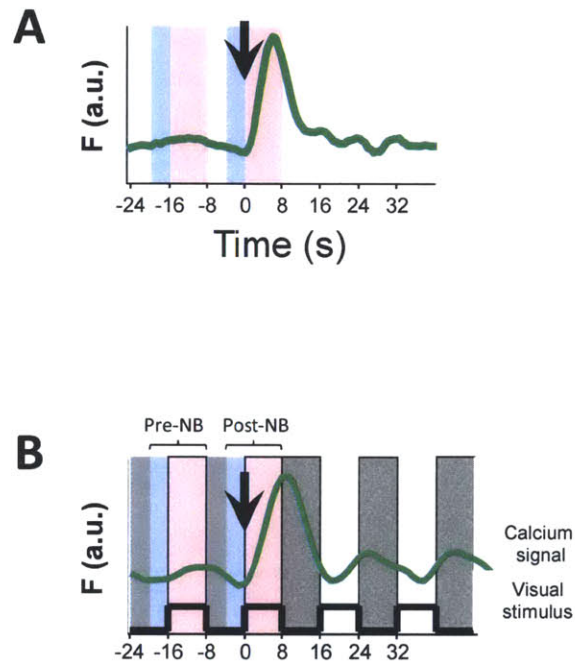 A
F (a.u.)
-24 -16 -8 0 8 16 24 32
Time (s)
Pre-NB Post-NB
B
F (a.u.)
Calcium
signal
Visual
stimulus
-24 -16 -8 0 8 16 24 32